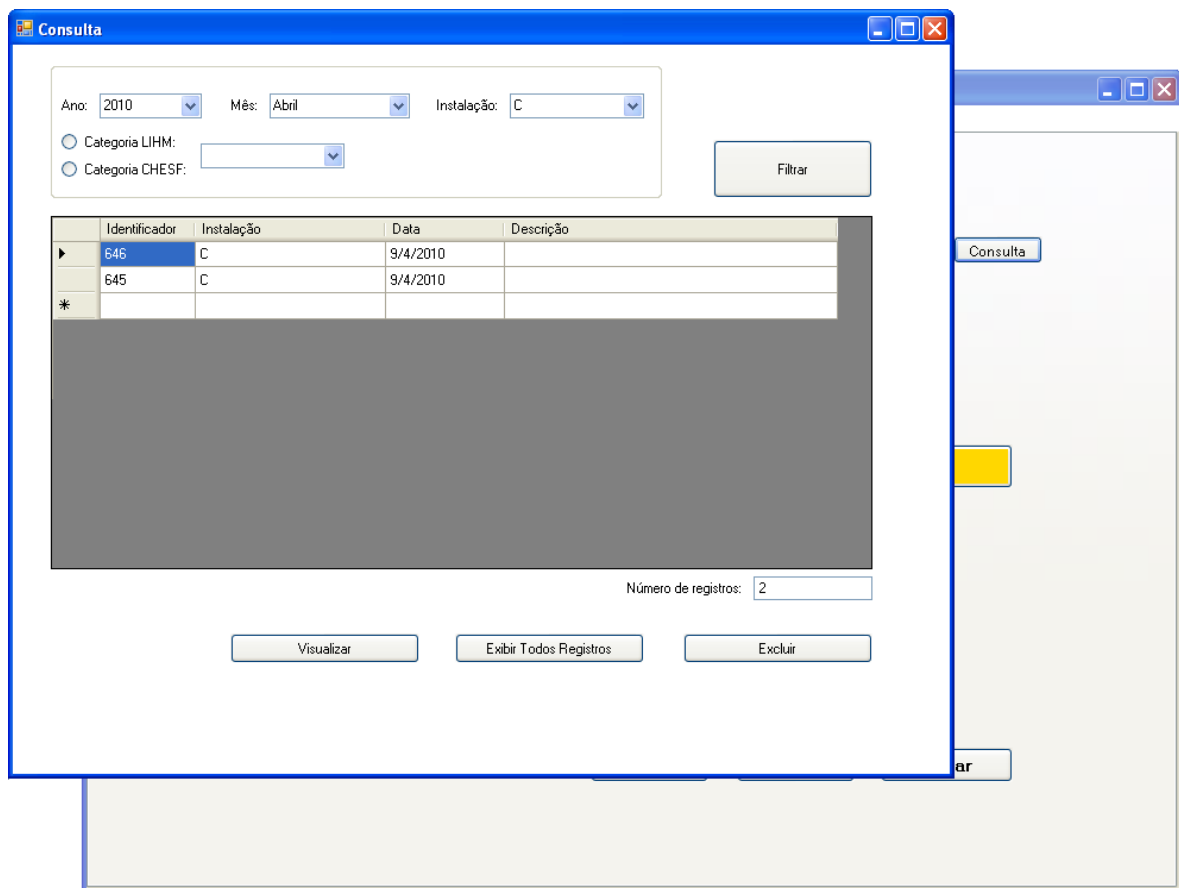 Consulta
Ano: 2010 Mês: Abril Instalação: C
Categoria LIHM:
Categoria CHESF:
Filtrar
Identificador Instalação Data Descrição
646 C 9/4/2010
645 C 9/4/2010
Consulta
Número de registros: 2
Visualizar Exibir Todos Registros Excluir
ar